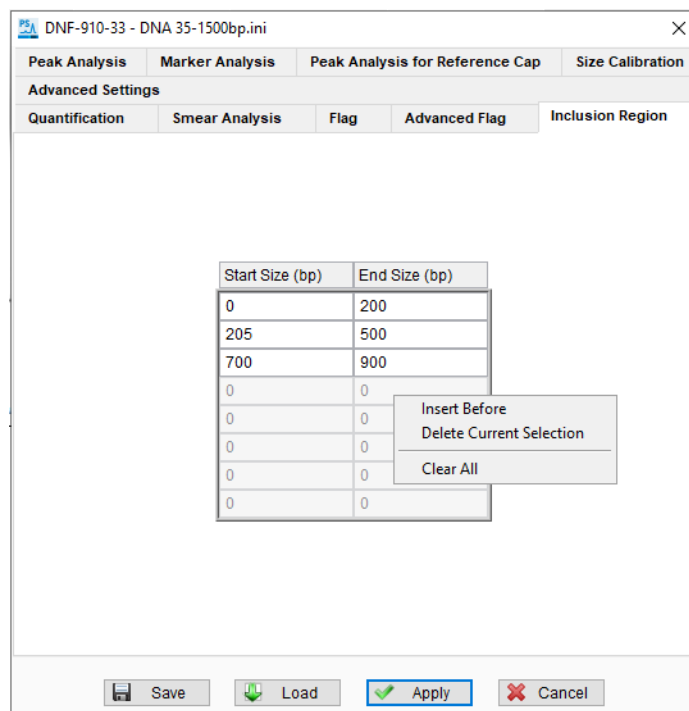 PS
DNF-910-33 - DNA 35-1500bp.ini
Peak Analysis Marker Analysis Peak Analysis for Reference Cap Size Calibration
Advanced Settings
Quantification Smear Analysis Flag Advanced Flag Inclusion Region
Start Size (bp) End Size (bp)
0 200
205 500
700 900
0 0
0 0
0 0
0 0
0 0
Insert Before
Delete Current Selection
Clear All
Save Load Apply Cancel